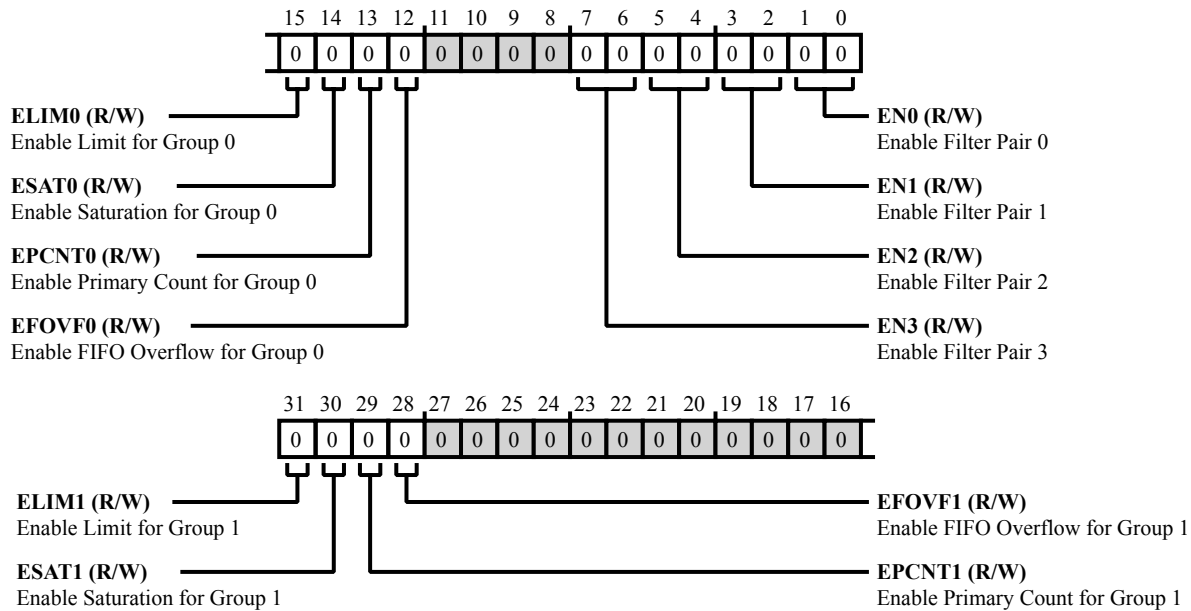 15 14 13 12 11 10 9 8 7 6 5 4 3 2 1 0
0 0 0 0 0 0 0 0 0 0 0 0 0 0 0 0
ELIM0 (R/W)
Enable Limit for Group 0
ESAT0 (R/W)
Enable Saturation for Group 0
EPCNT0 (R/W)
Enable Primary Count for Group 0
EFOVF0 (R/W)
Enable FIFO Overflow for Group 0
EN0 (R/W)
Enable Filter Pair 0
EN1 (R/W)
Enable Filter Pair 1
EN2 (R/W)
Enable Filter Pair 2
EN3 (R/W)
Enable Filter Pair 3
31 30 29 28 27 26 25 24 23 22 21 20 19 18 17 16
0 0 0 0 0 0 0 0 0 0 0 0 0 0 0 0
ELIM1 (R/W)
Enable Limit for Group 1
ESAT1 (R/W)
Enable Saturation for Group 1
EFOVF1 (R/W)
Enable FIFO Overflow for Group 1
EPCNT1 (R/W)
Enable Primary Count for Group 1